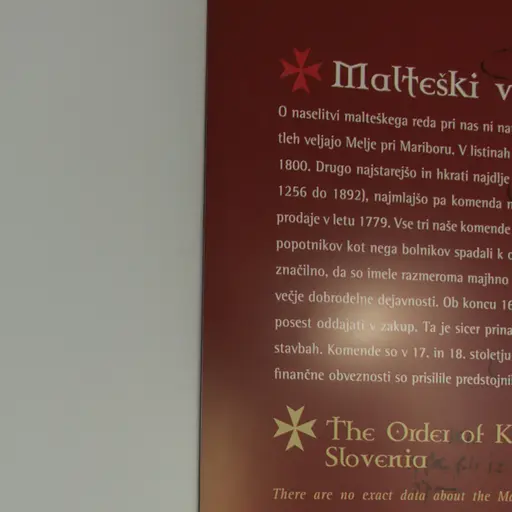 Malteški v
O naselitvi malteškega reda pri nas ni na
tleh veljajo Melje pri Mariboru. V listinah
1800. Drugo najstarejšo in hkrati najdlje
1256 do 1892), najmlajšo pa komenda
prodaje v letu 1779. Vse tri naše komende
popotnikov kot nega bolnikov spadali k
značilno, da so imele razmeroma majhno
večje dobrodelne dejavnosti. Ob koncu 16
posest oddajati v zakup. Ta je sicer prina
stavbah. Komende so v 17. in 18. stoletju
finančne obveznosti so prisilile predstojni
The Order of K
Slovenia
There are no exact data about the Ma